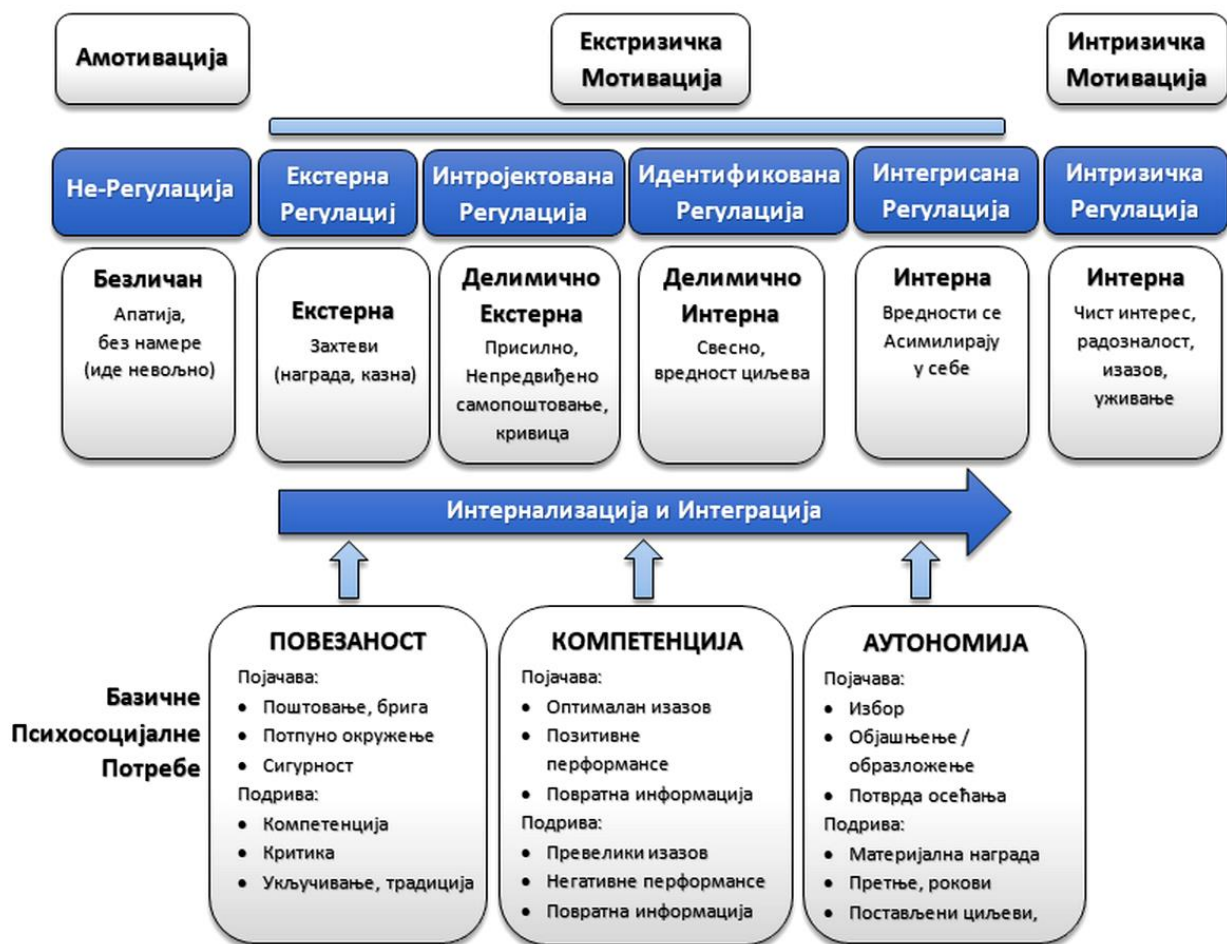 Амотивација
Екстризичка
Мотивација
Интризичка
Мотивација
Не-Регулација
Екстерна
Регулациј
Интројектована
Регулација
Идентификована
Регулација
Интегрисана
Регулација
Интризичка
Регулација
Безличан
Апатија,
без намере
(иде невољно)
Екстерна
Захтеви
(награда, казна)
Делимично
Екстерна
Присилно,
Непредвиђено
самопоштовање,
кривица
Делимично
Интерна
Свесно,
вредност циљева
Интерна
Вредности се
Асимилирају
у себе
Интерна
Чист интерес,
радозналост,
изазов,
уживање
Интернализација и Интеграција
Базичне
Психосоцијалне
Потребе
ПОВЕЗАНОСТ
Појачава:
• Поштовање, брига
• Потпуно окружење
• Сигурност
Подрива:
• Компетенција
• Критика
• Укључивање, традиција
КОМПЕТЕНЦИЈА
Појачава:
• Оптималан изазов
• Позитивне
перформансе
• Повратна информација
Подрива:
• Превелики изазов
• Негативне перформансе
• Повратна информација
АУТОНОМИЈА
Појачава:
• Избор
• Објашњење /
образложење
• Потврда осећања
Подрива:
• Материјална награда
• Претње, рокови
• Постављени циљеви,